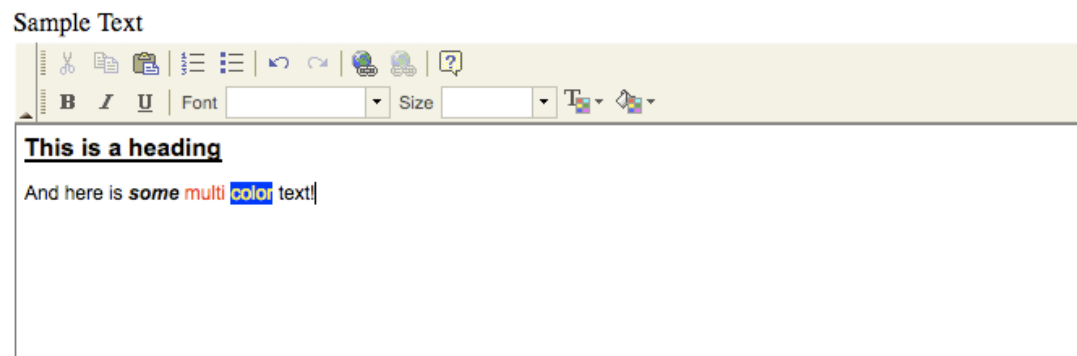 Sample Text
B I U Font Size T
This is a heading
And here is some multi color text!